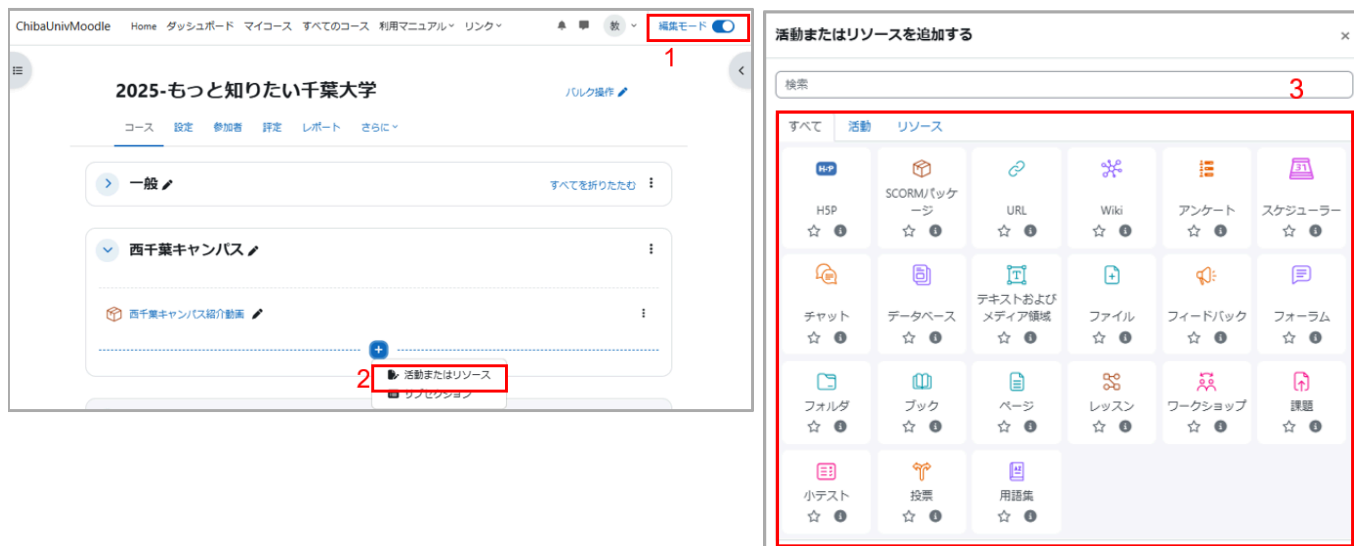 ChibaUnivMoodle Home ダッシュボード マイコース すべてのコース 利用マニュアル リンク 教 編集モード
1
2025-もっと知りたい千葉大学
バルク操作
コース 設定 参加者 評定 レポート さらに
一般 すべてを折りたたむ
西千葉キャンパス
西千葉キャンパス紹介動画
2
活動またはリソース
サブセクション
活動またはリソースを追加する ×
検索
3
すべて 活動 リソース
H5P
SCORMパッケ
ージ
URL
Wiki
アンケート
31
スケジューラー
チャット
データベース
テキストおよび
メディア領域
ファイル
フィードバック
フォーラム
フォルダ
ブック
ページ
レッスン
ワークショップ
課題
小テスト
投票
用語集